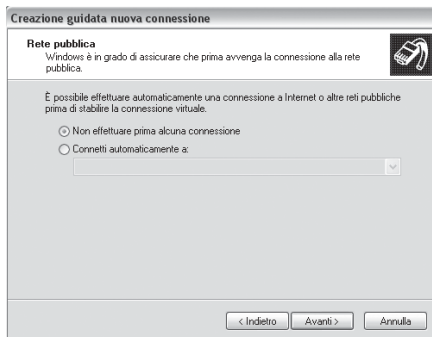 Creazione guidata nuova connessione
Rete pubblica
Windows è in grado di assicurare che prima avvenga la connessione alla rete
pubblica.
È possibile effettuare automaticamente una connessione a Internet o altre reti pubbliche
prima di stabilire la connessione virtuale.
Non effettuare prima alcuna connessione
Connetti automaticamente a:
< Indietro Avanti > Annulla